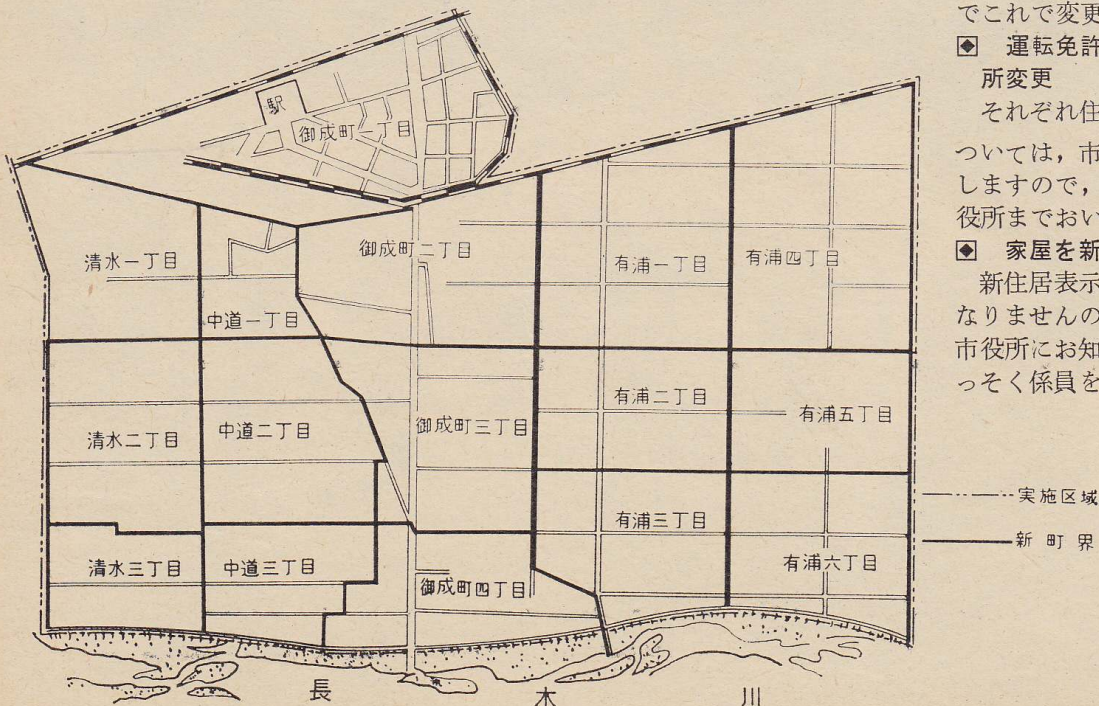 でこれで変更
◆ 運転免許
所変更
それぞれ住
ついては，市
しますので，
役所までおい
◆ 家屋を新
新住居表示
なりませんの
市役所にお知
っそく係員を
駅
御成町一丁目
清水一丁目
御成町二丁目
有浦一丁目
有浦四丁目
中道一丁目
有浦二丁目
有浦五丁目
清水二丁目
中道二丁目
御成町三丁目
実施区域
有浦三丁目
新町界
清水三丁目
中道三丁目
御成町四丁目
有浦六丁目
長木川